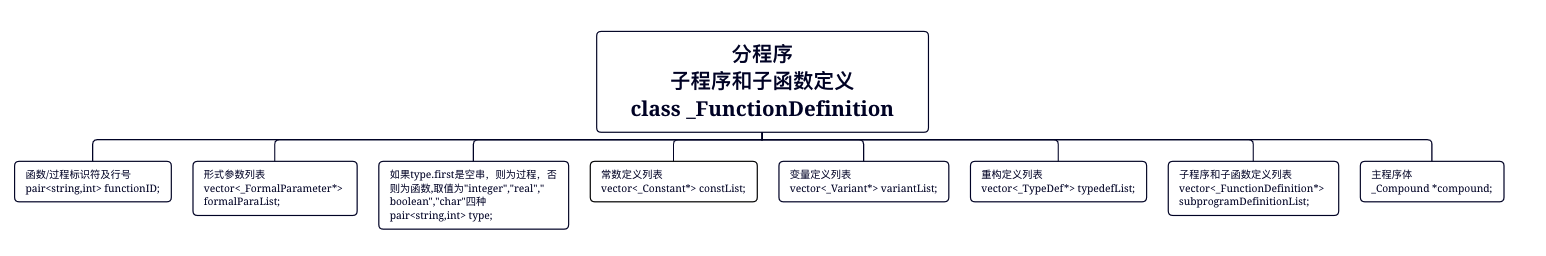 分程序
子程序和子函数定义
class _FunctionDefinition
函数/过程标识符及行号
pair<string,int> functionID;
形式参数列表
vector<_FormalParameter*>
formalParaList;
如果type.first是空串，则为过程，否
则为函数,取值为"integer","real","
boolean","char"四种
pair<string,int> type;
常数定义列表
vector<_Constant*> constList;
变量定义列表
vector<_Variant*> variantList;
重构定义列表
vector<_TypeDef*> typedefList;
子程序和子函数定义列表
vector<_FunctionDefinition*>
subprogramDefinitionList;
主程序体
_Compound *compound;